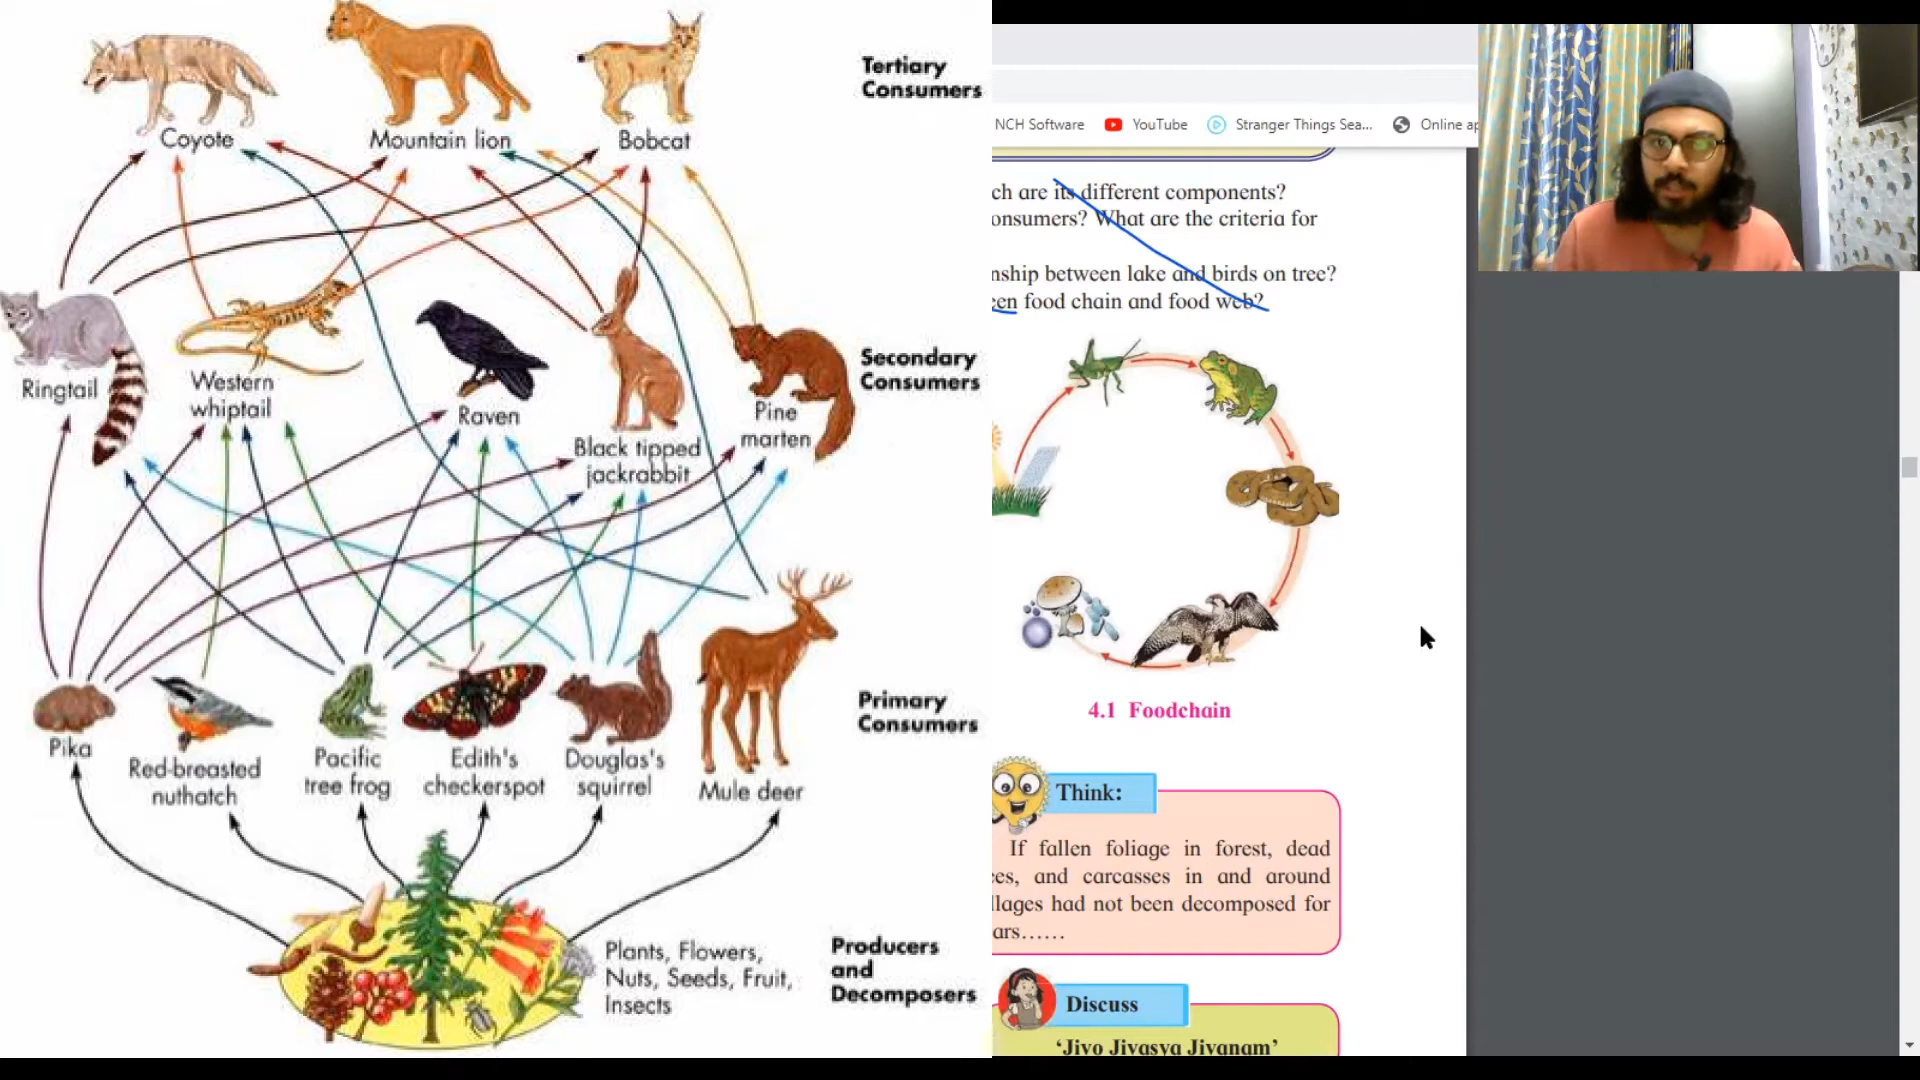 Tertiary
Consumers
Coyote
Mountain lion
Bobcat
Secondary
Consumers
Ringtail
Western
whiptail
Raven
Black tipped
jackrabbit
Pine
marten
Primary
Consumers
Pika
Red-breasted
nuthatch
Pacific
tree frog
Edith's
checkerspot
Douglas's
squirrel
Mule deer
Plants, Flowers,
Nuts, Seeds, Fruit,
Insects
Producers
and
Decomposers
NCH Software YouTube Stranger Things Sea... Online ap
ch are its different components?
onsumers? What are the criteria for
nship between lake and birds on tree?
een food chain and food web?
4.1 Foodchain
Think:
If fallen foliage in forest, dead
es, and carcasses in and around
llages had not been decomposed for
ars......
Discuss
‘Jivo Jivasya Jivanam’